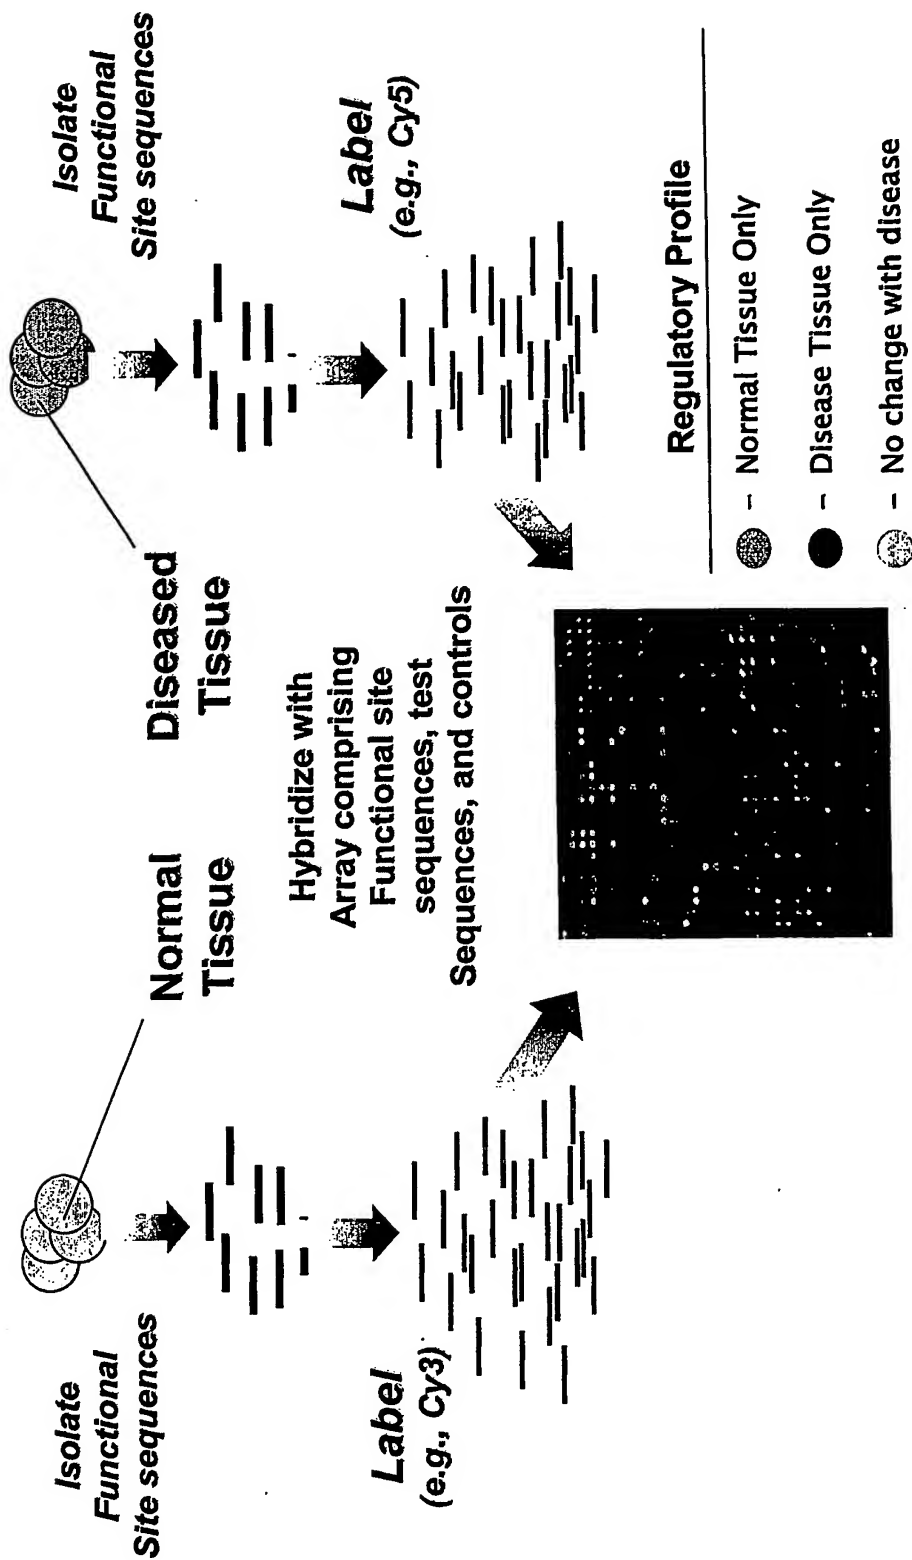 Isolate
Functional
Site sequences
Normal
Tissue
Diseased
Tissue
Isolate
Functional
Site sequences
Label
(e.g., Cy3)
Hybridize with
Array comprising
Functional site
sequences, test
Sequences, and controls
Label
(e.g., Cy5)
Regulatory Profile
– Normal Tissue Only
– Disease Tissue Only
– No change with disease